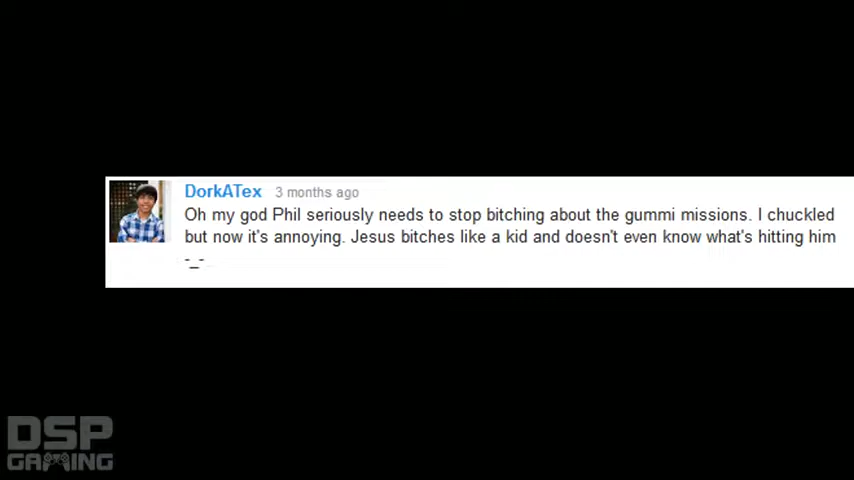 DorkATex 3 months ago
Oh my god Phil seriously needs to stop bitching about the gummi missions. I chuckled
but now it's annoying. Jesus bitches like a kid and doesn't even know what's hitting him
-_-
DSP
GAMING